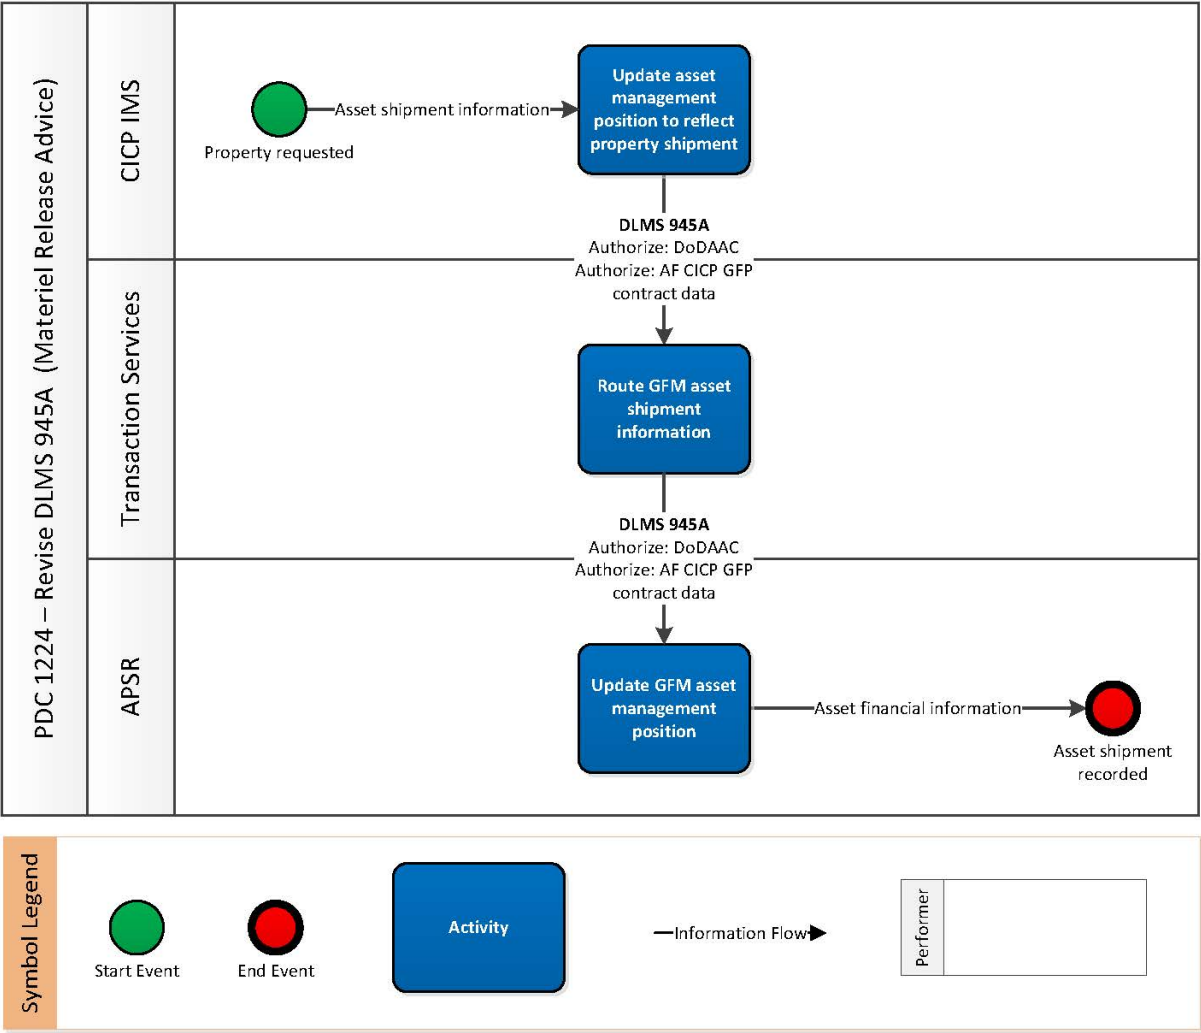 PDC 1224 – Revise DLMS 945A  (Materiel Release Advice)
CICP IMS
Property requested
Asset shipment information
Update asset
management
position to reflect
property shipment
DLMS 945A
Authorize: DoDAAC
Authorize: AF CICP GFP
contract data
Transaction Services
Route GFM asset
shipment
information
DLMS 945A
Authorize: DoDAAC
Authorize: AF CICP GFP
contract data
APSR
Update GFM asset
management
position
Asset financial information
Asset shipment
recorded
Symbol Legend
Start Event
End Event
Activity
Information Flow
Performer